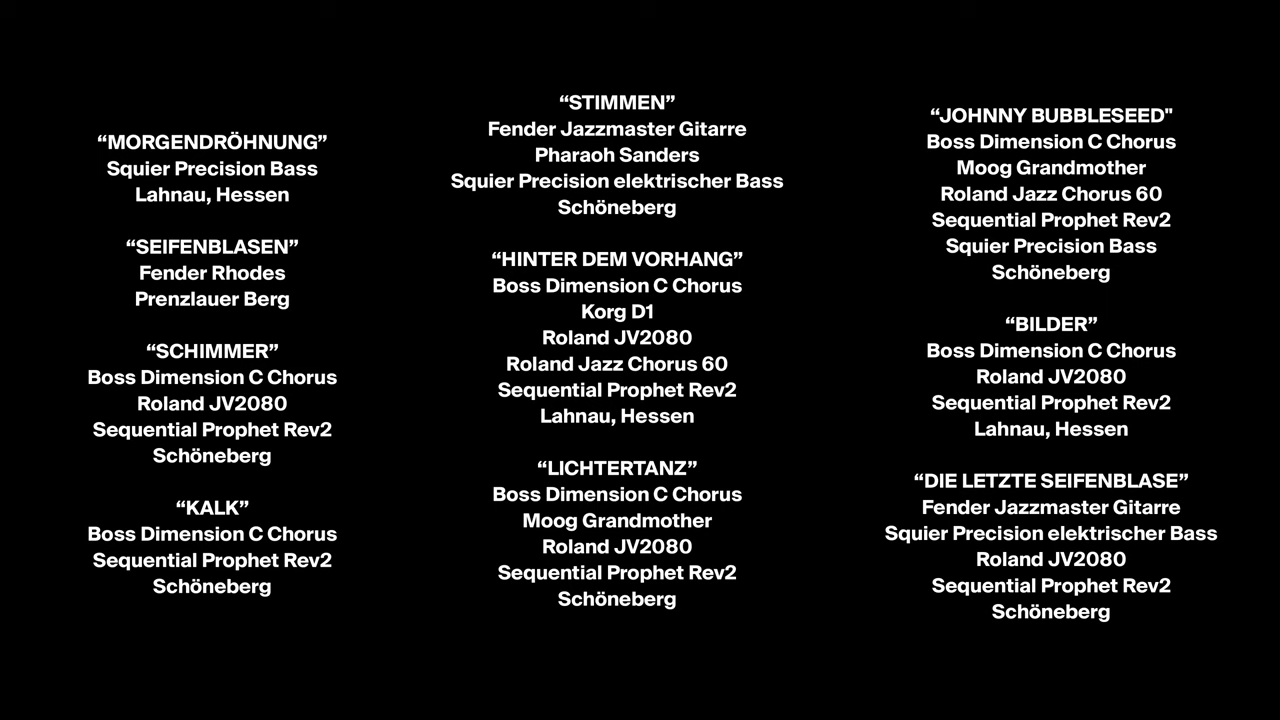 “MORGENDRÖHNUNG”
Squier Precision Bass
Lahnau, Hessen
“SEIFENBLASEN”
Fender Rhodes
Prenzlauer Berg
“SCHIMMER”
Boss Dimension C Chorus
Roland JV2080
Sequential Prophet Rev2
Schöneberg
“KALK”
Boss Dimension C Chorus
Sequential Prophet Rev2
Schöneberg
“STIMMEN”
Fender Jazzmaster Gitarre
Pharaoh Sanders
Squier Precision elektrischer Bass
Schöneberg
“HINTER DEM VORHANG”
Boss Dimension C Chorus
Korg D1
Roland JV2080
Roland Jazz Chorus 60
Sequential Prophet Rev2
Lahnau, Hessen
“LICHTERTANZ”
Boss Dimension C Chorus
Moog Grandmother
Roland JV2080
Sequential Prophet Rev2
Schöneberg
“JOHNNY BUBBLESEED"
Boss Dimension C Chorus
Moog Grandmother
Roland Jazz Chorus 60
Sequential Prophet Rev2
Squier Precision Bass
Schöneberg
“BILDER”
Boss Dimension C Chorus
Roland JV2080
Sequential Prophet Rev2
Lahnau, Hessen
“DIE LETZTE SEIFENBLASE”
Fender Jazzmaster Gitarre
Squier Precision elektrischer Bass
Roland JV2080
Sequential Prophet Rev2
Schöneberg